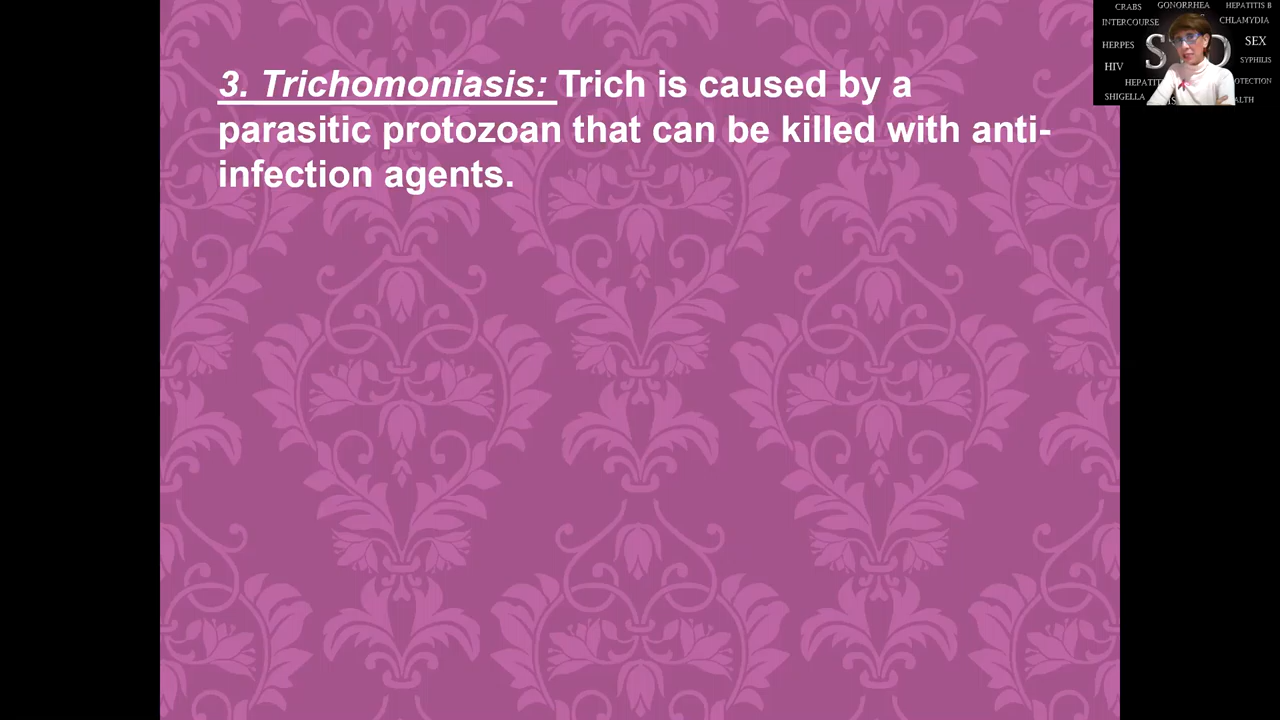 3. Trichomoniasis: Trich is caused by a
parasitic protozoan that can be killed with anti-
infection agents.
CRABS GONORRHEA HEPATITIS B
INTERCOURSE CHLAMYDIA
HERPES SEX
HIV SYPHILIS
SHIGELLA